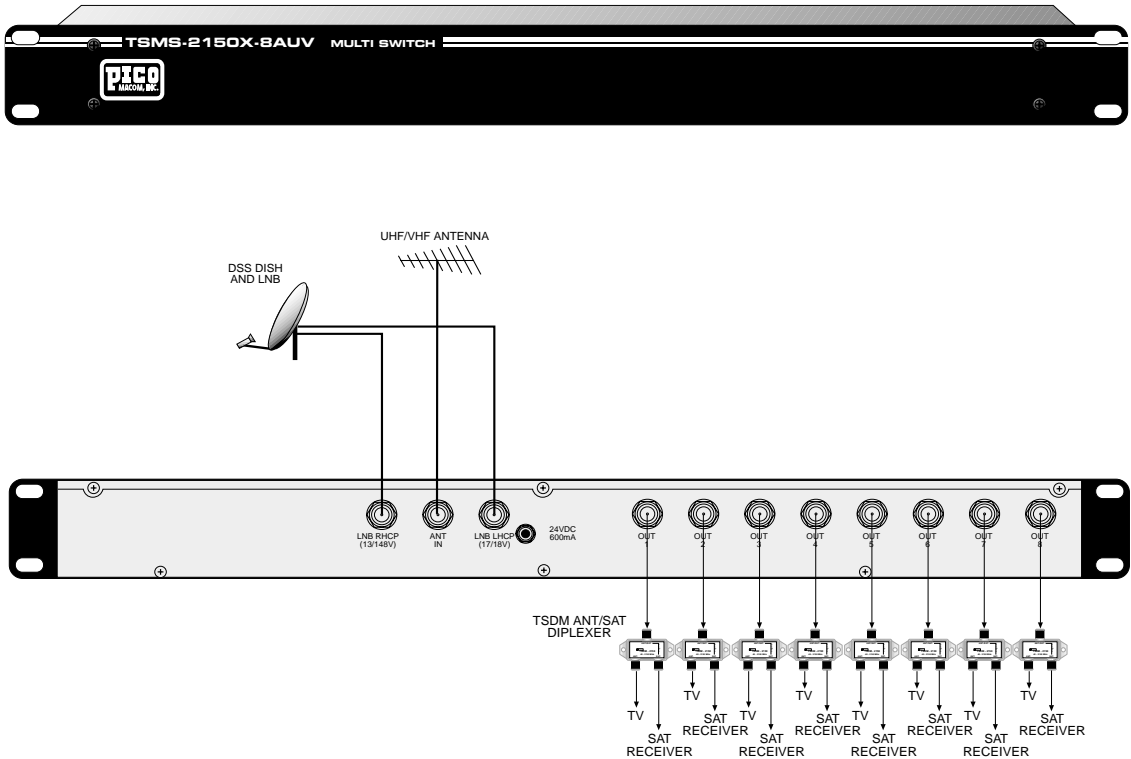 TSMS-2150X-8AUV MULTI SWITCH
PICO
MACOM, INC.
UHF/VHF ANTENNA
DSS DISH
AND LNB
LNB RHCP
(13/148V)
ANT
IN
LNB LHCP
(17/18V)
24VDC
600mA
OUT
1
OUT
2
OUT
3
OUT
4
OUT
5
OUT
6
OUT
7
OUT
8
TSDM ANT/SAT
DIPLEXER
TV
SAT
RECEIVER
TV
SAT
RECEIVER
TV
SAT
RECEIVER
TV
SAT
RECEIVER
TV
SAT
RECEIVER
TV
SAT
RECEIVER
TV
SAT
RECEIVER
TV
SAT
RECEIVER